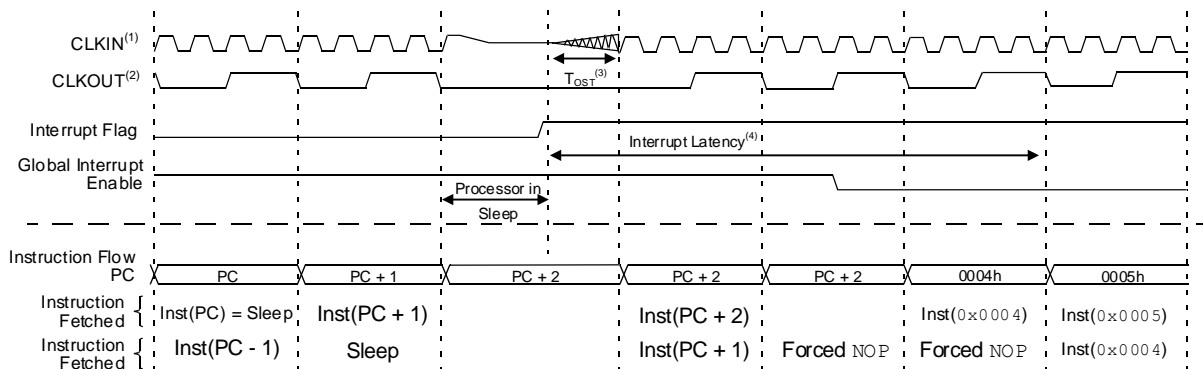 CLKIN(1)
CLKOUT(2)
TOST(3)
Interrupt Flag
Interrupt Latency(4)
Global Interrupt
Enable
Processor in
Sleep
Instruction Flow
PC
PC
PC + 1
PC + 2
PC + 2
PC + 2
0004h
0005h
Instruction
Fetched
Inst(PC) = Sleep
Inst(PC + 1)
Inst(PC + 2)
Inst(0x0004)
Inst(0x0005)
Instruction
Fetched
Inst(PC - 1)
Sleep
Inst(PC + 1)
Forced NOP
Forced NOP
Inst(0x0004)